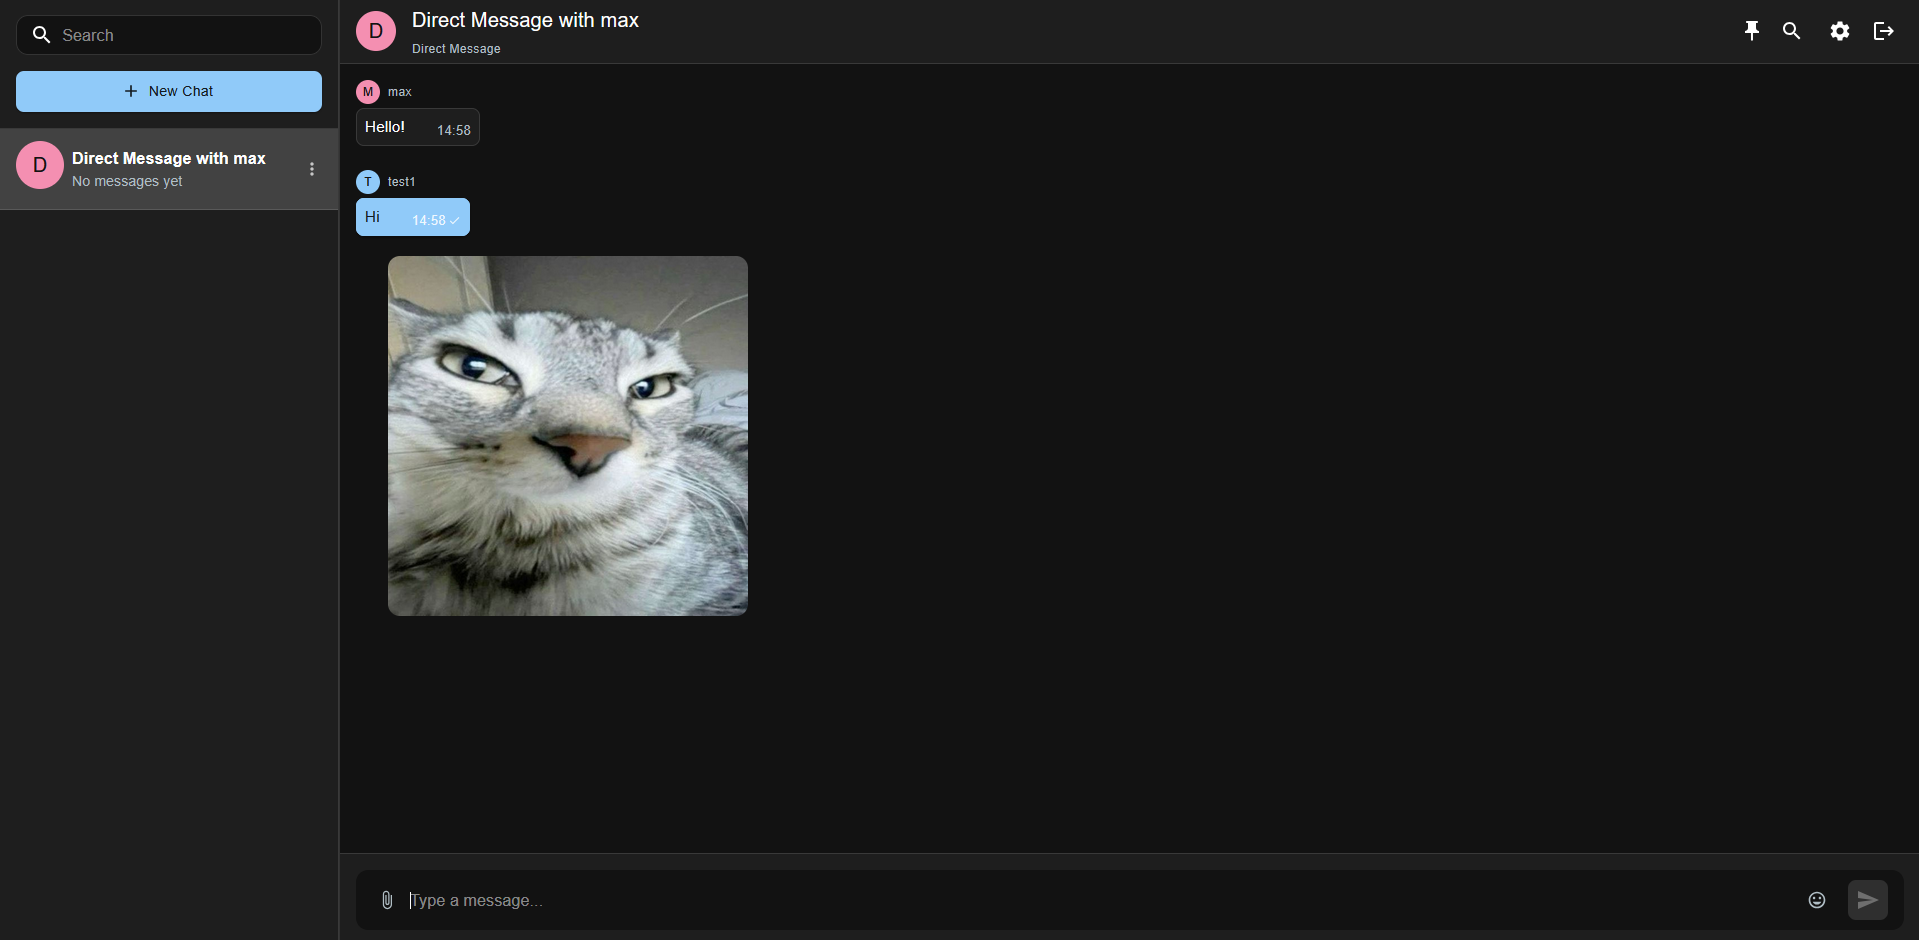 Search
New Chat
D
Direct Message with max
No messages yet
D
Direct Message with max
Direct Message
M
max
Hello!
14:58
T
test1
Hi
14:58
Type a message...